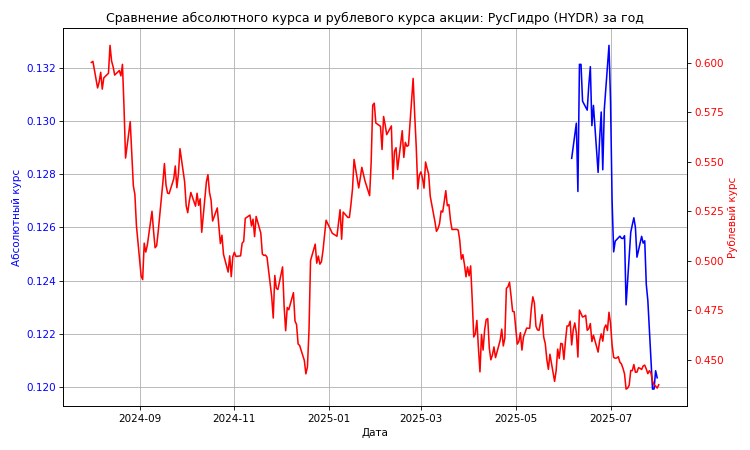 Сравнение абсолютного курса и рублевого курса акции: РусГидро (HYDR) за год
0.132
0.130
0.128
0.126
0.124
0.122
0.120
Абсолютный курс
0.600
0.575
0.550
0.525
0.500
0.475
0.450
Рублевый курс
2024-09 2024-11 2025-01 2025-03 2025-05 2025-07
Дата